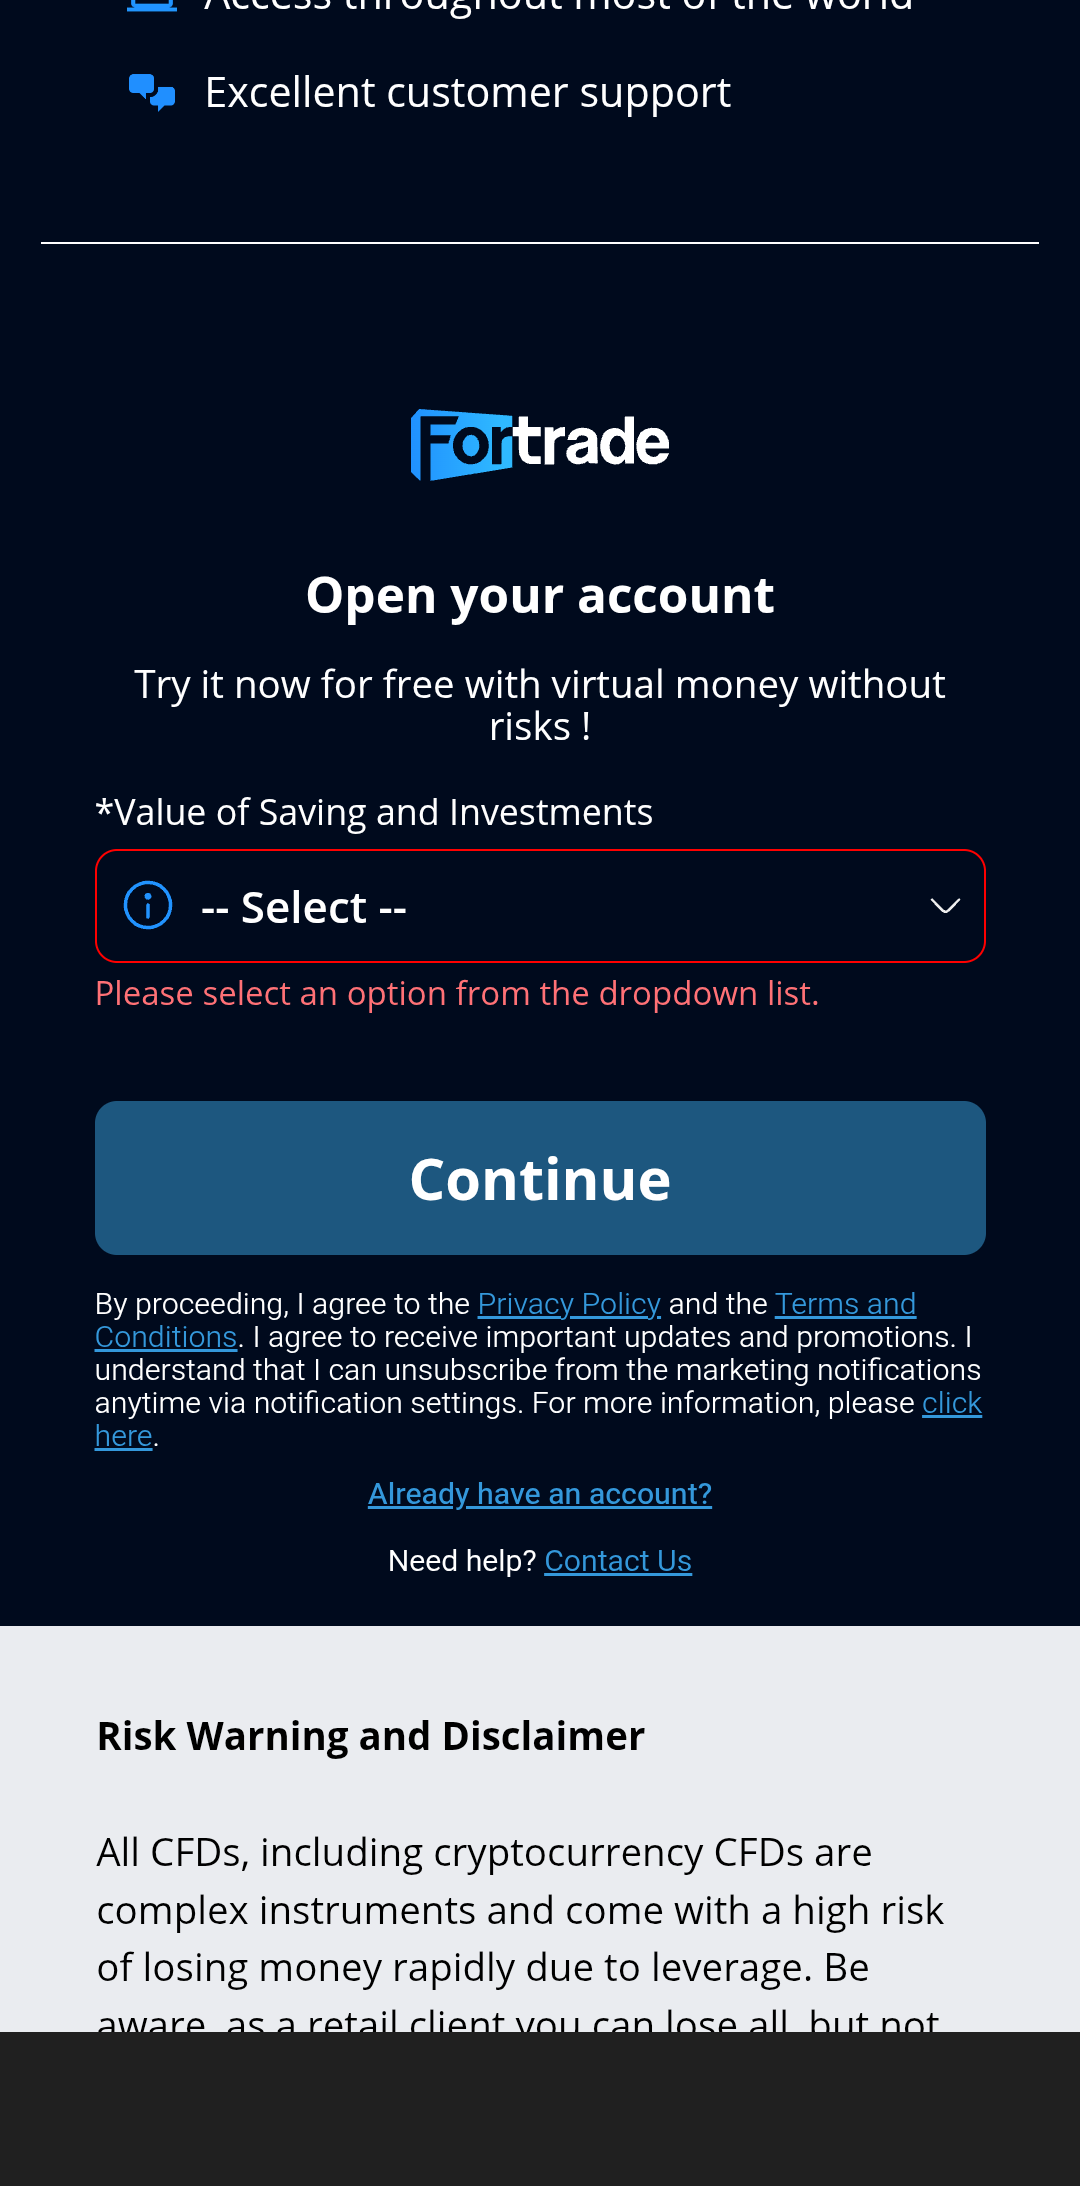 Access throughout most of the world
Excellent customer support
Fortrade
Open your account
Try it now for free with virtual money without
risks !
*Value of Saving and Investments
-- Select --
Please select an option from the dropdown list.
Continue
By proceeding, I agree to the Privacy Policy and the Terms and
Conditions. I agree to receive important updates and promotions. I
understand that I can unsubscribe from the marketing notifications
anytime via notification settings. For more information, please click
here.
Already have an account?
Need help? Contact Us
Risk Warning and Disclaimer
All CFDs, including cryptocurrency CFDs are
complex instruments and come with a high risk
of losing money rapidly due to leverage. Be
aware, as a retail client you can lose all, but not